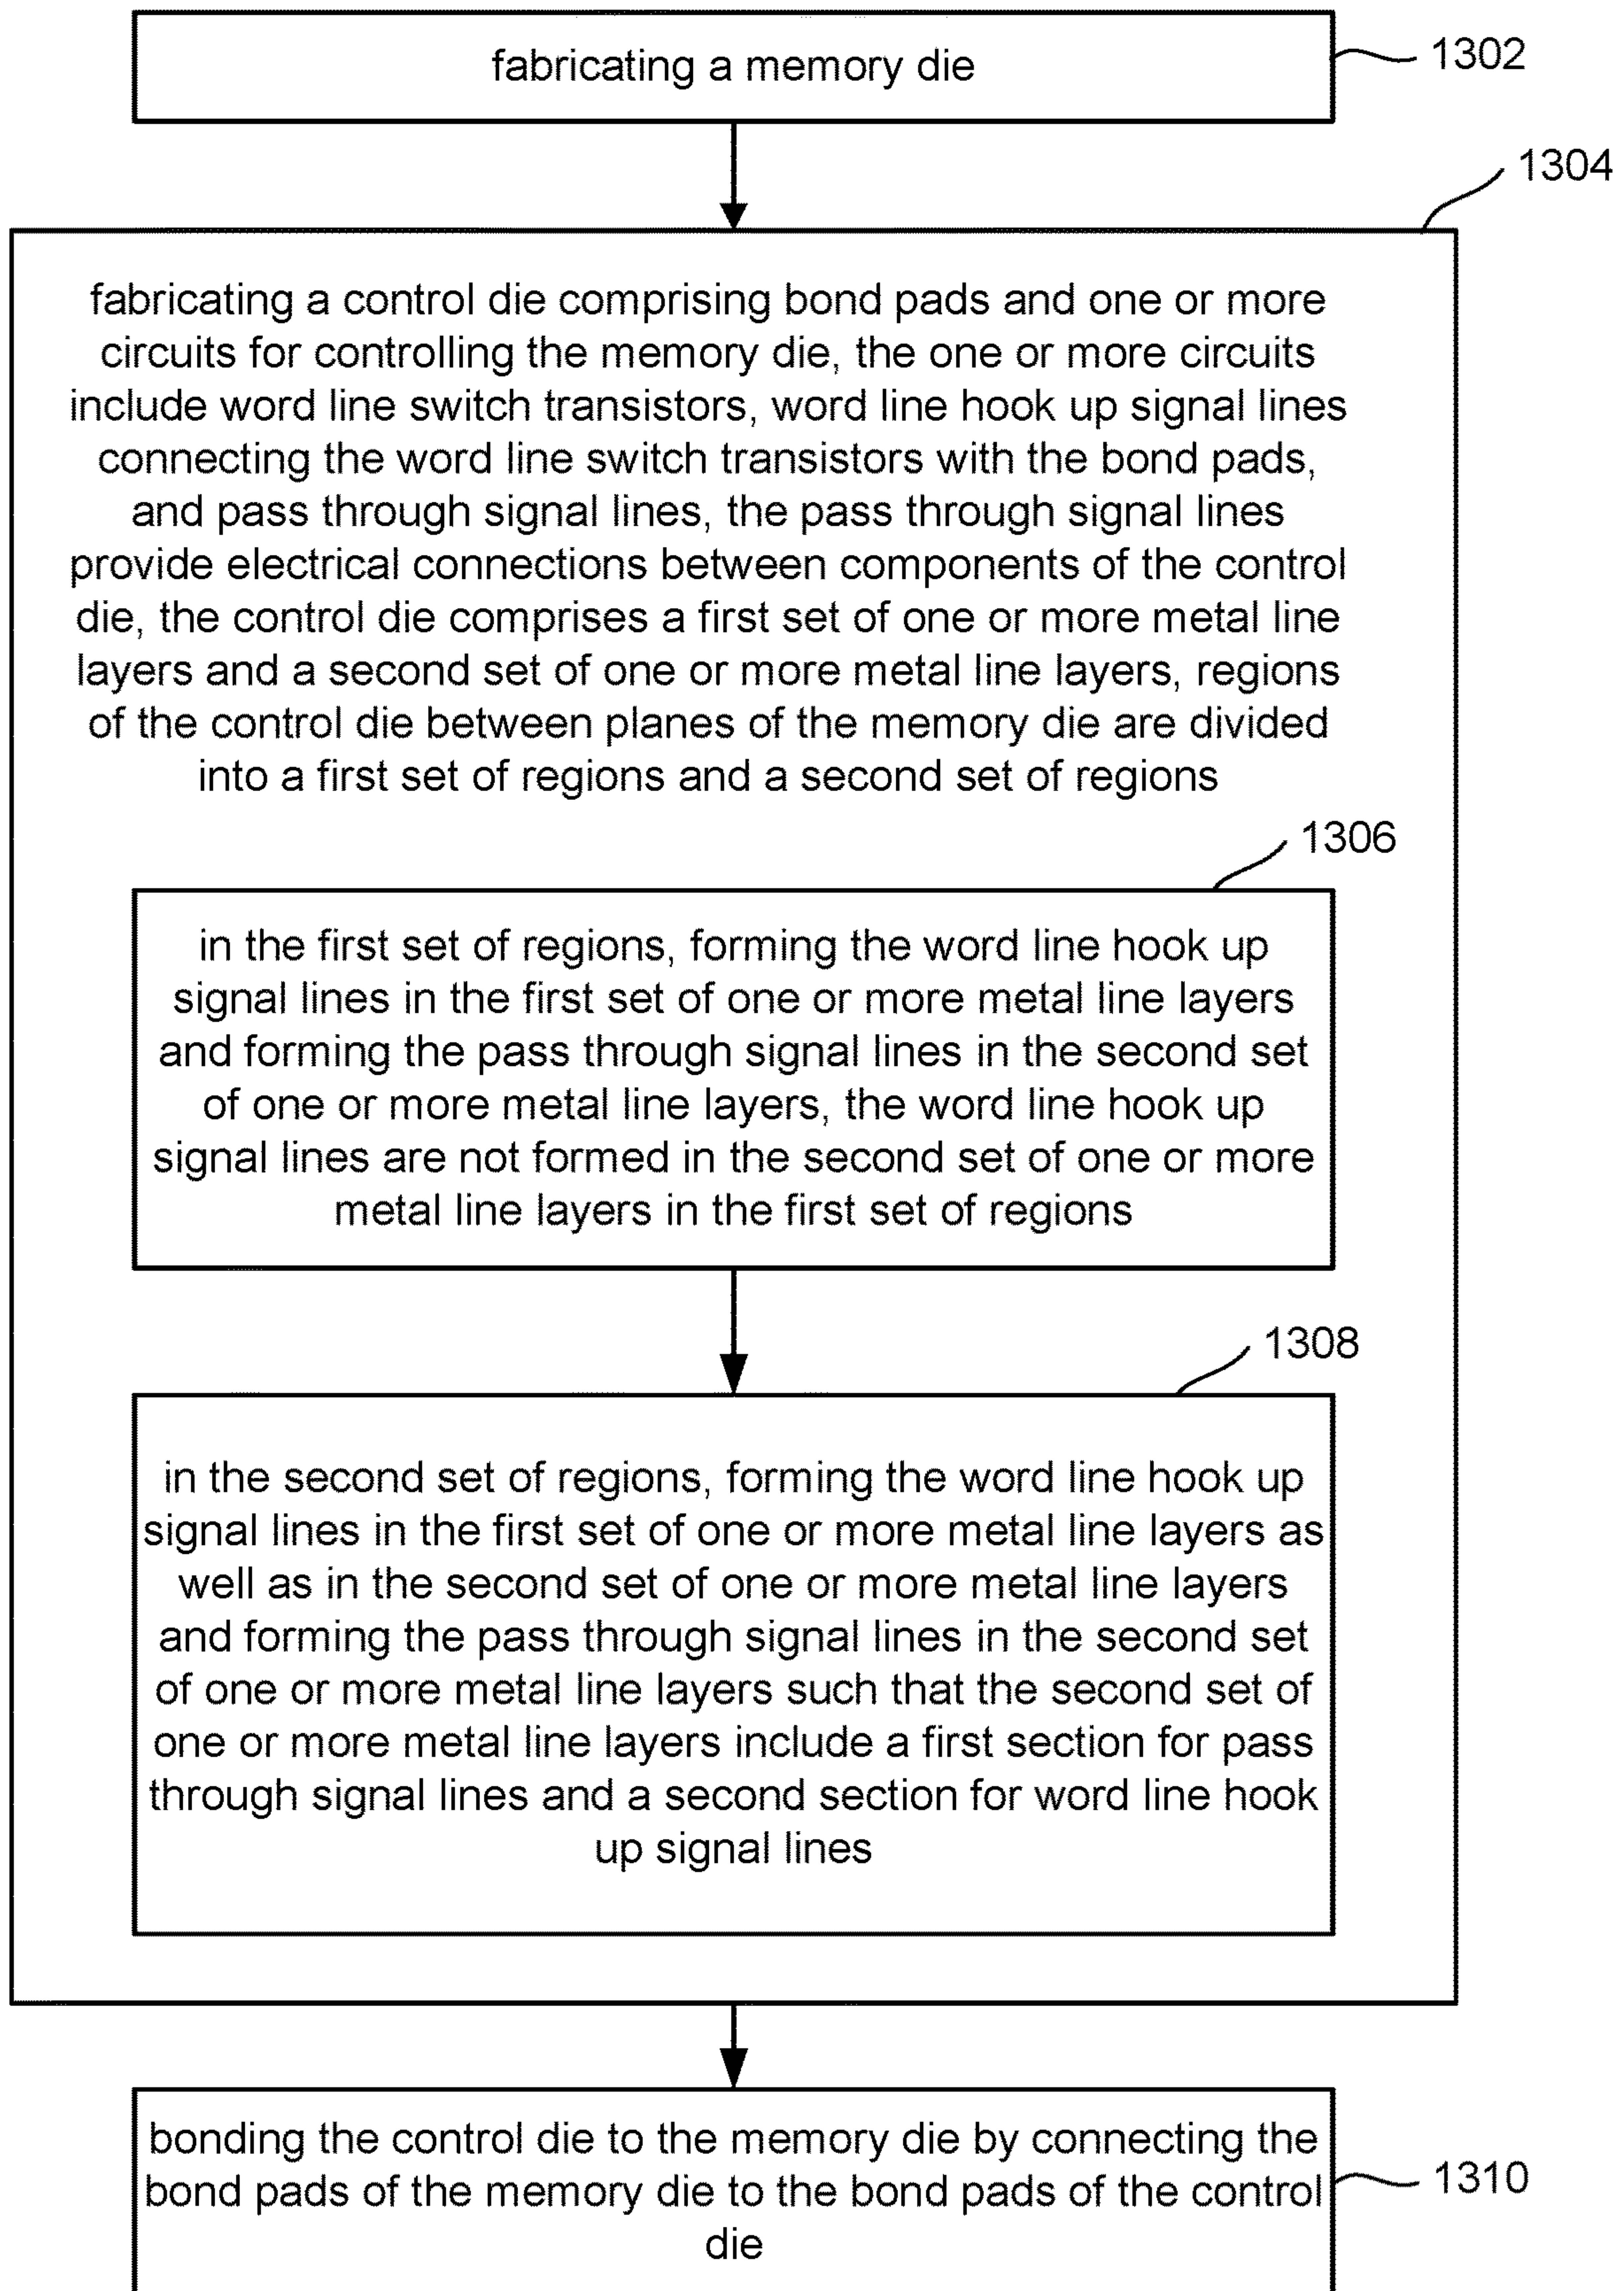 fabricating a memory die
1302
1304
fabricating a control die comprising bond pads and one or more
circuits for controlling the memory die, the one or more circuits
include word line switch transistors, word line hook up signal lines
connecting the word line switch transistors with the bond pads,
and pass through signal lines, the pass through signal lines
provide electrical connections between components of the control
die, the control die comprises a first set of one or more metal line
layers and a second set of one or more metal line layers, regions
of the control die between planes of the memory die are divided
into a first set of regions and a second set of regions
1306
in the first set of regions, forming the word line hook up
signal lines in the first set of one or more metal line layers
and forming the pass through signal lines in the second set
of one or more metal line layers, the word line hook up
signal lines are not formed in the second set of one or more
metal line layers in the first set of regions
1308
in the second set of regions, forming the word line hook up
signal lines in the first set of one or more metal line layers as
well as in the second set of one or more metal line layers
and forming the pass through signal lines in the second set
of one or more metal line layers such that the second set of
one or more metal line layers include a first section for pass
through signal lines and a second section for word line hook
up signal lines
bonding the control die to the memory die by connecting the
bond pads of the memory die to the bond pads of the control
die
1310